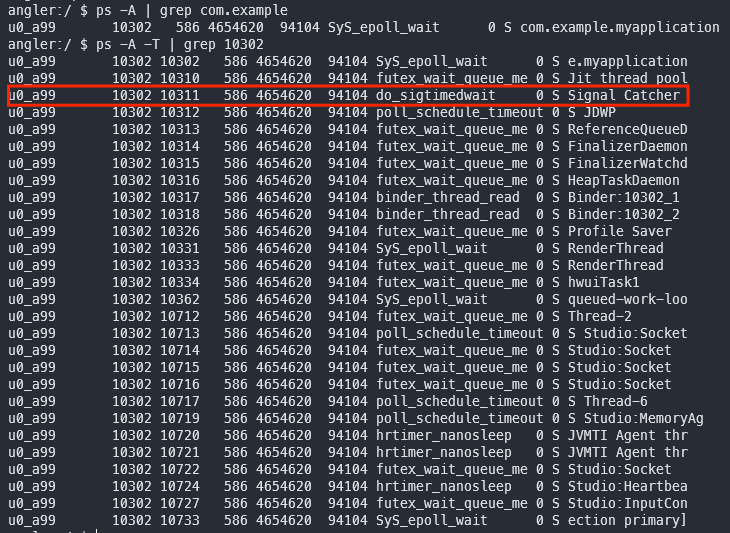 angler:/ $ ps -A | grep com.example
u0_a99 10302 586 4654620 94104 SyS_epoll_wait 0 S com.example.myapplication
angler:/ $ ps -A -T | grep 10302
u0_a99 10302 10302 586 4654620 94104 SyS_epoll_wait 0 S e.myapplication
u0_a99 10302 10310 586 4654620 94104 futex_wait_queue_me 0 S Jit thread pool
u0_a99 10302 10311 586 4654620 94104 do_sigtimedwait 0 S Signal Catcher
u0_a99 10302 10312 586 4654620 94104 poll_schedule_timeout 0 S JDWP
u0_a99 10302 10313 586 4654620 94104 futex_wait_queue_me 0 S ReferenceQueueD
u0_a99 10302 10314 586 4654620 94104 futex_wait_queue_me 0 S FinalizerDaemon
u0_a99 10302 10315 586 4654620 94104 futex_wait_queue_me 0 S FinalizerWatchd
u0_a99 10302 10316 586 4654620 94104 futex_wait_queue_me 0 S HeapTaskDaemon
u0_a99 10302 10317 586 4654620 94104 binder_thread_read 0 S Binder:10302_1
u0_a99 10302 10318 586 4654620 94104 binder_thread_read 0 S Binder:10302_2
u0_a99 10302 10326 586 4654620 94104 futex_wait_queue_me 0 S Profile Saver
u0_a99 10302 10331 586 4654620 94104 SyS_epoll_wait 0 S RenderThread
u0_a99 10302 10333 586 4654620 94104 futex_wait_queue_me 0 S RenderThread
u0_a99 10302 10334 586 4654620 94104 futex_wait_queue_me 0 S hwuiTask1
u0_a99 10302 10362 586 4654620 94104 SyS_epoll_wait 0 S queued-work-loo
u0_a99 10302 10712 586 4654620 94104 futex_wait_queue_me 0 S Thread-2
u0_a99 10302 10713 586 4654620 94104 poll_schedule_timeout 0 S Studio:Socket
u0_a99 10302 10714 586 4654620 94104 futex_wait_queue_me 0 S Studio:Socket
u0_a99 10302 10715 586 4654620 94104 futex_wait_queue_me 0 S Studio:Socket
u0_a99 10302 10716 586 4654620 94104 futex_wait_queue_me 0 S Studio:Socket
u0_a99 10302 10717 586 4654620 94104 poll_schedule_timeout 0 S Thread-6
u0_a99 10302 10719 586 4654620 94104 poll_schedule_timeout 0 S Studio:MemoryAg
u0_a99 10302 10720 586 4654620 94104 hrtimer_nanosleep 0 S JVMTI Agent thr
u0_a99 10302 10721 586 4654620 94104 hrtimer_nanosleep 0 S JVMTI Agent thr
u0_a99 10302 10722 586 4654620 94104 futex_wait_queue_me 0 S Studio:Socket
u0_a99 10302 10724 586 4654620 94104 hrtimer_nanosleep 0 S Studio:Heartbea
u0_a99 10302 10727 586 4654620 94104 futex_wait_queue_me 0 S Studio:InputCon
u0_a99 10302 10733 586 4654620 94104 SyS_epoll_wait 0 S ection primary]